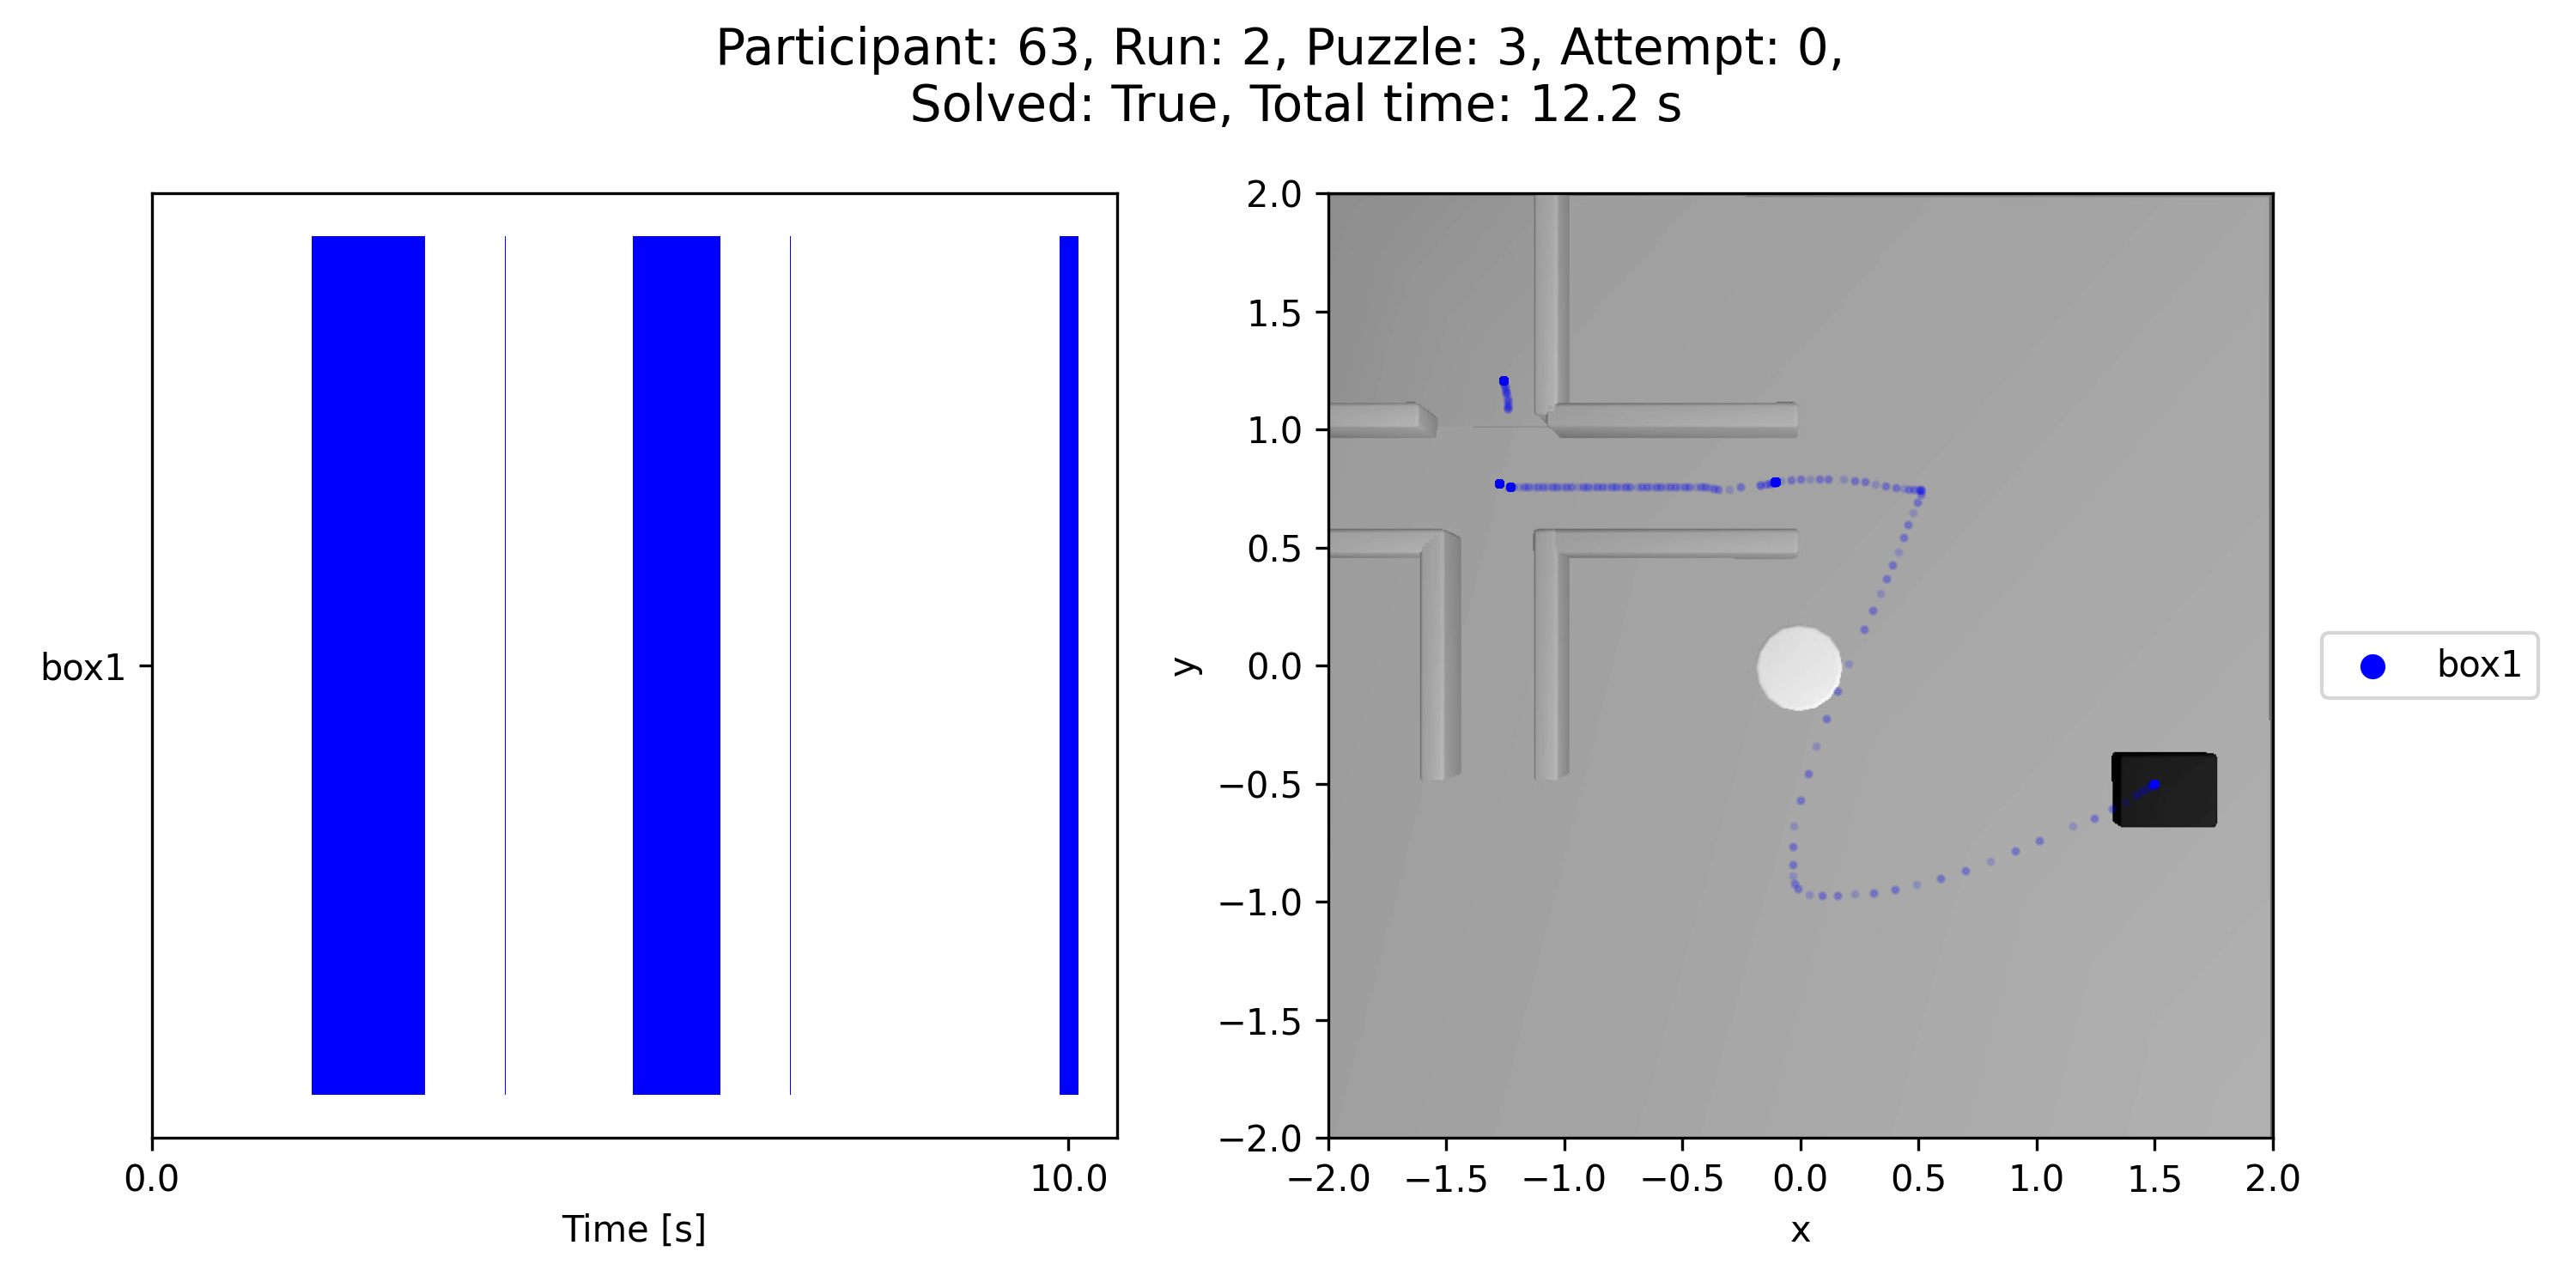 Participant: 63, Run: 2, Puzzle: 3, Attempt: 0,
Solved: True, Total time: 12.2 s
box1
0.0
10.0
Time [s]
y
2.0
1.5
1.0
0.5
0.0
−0.5
−1.0
−1.5
−2.0
−2.0 −1.5 −1.0 −0.5 0.0 0.5 1.0 1.5 2.0
x
box1